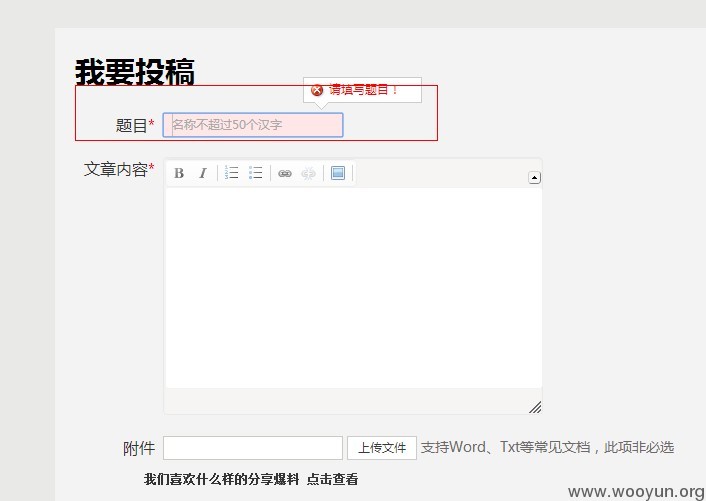 我要投稿
请填写题目！
题目* 名称不超过50个汉字
文章内容*
B I
附件 上传文件 支持Word、Txt等常见文档，此项非必选
我们喜欢什么样的分享爆料 点击查看
www.wooyun.org